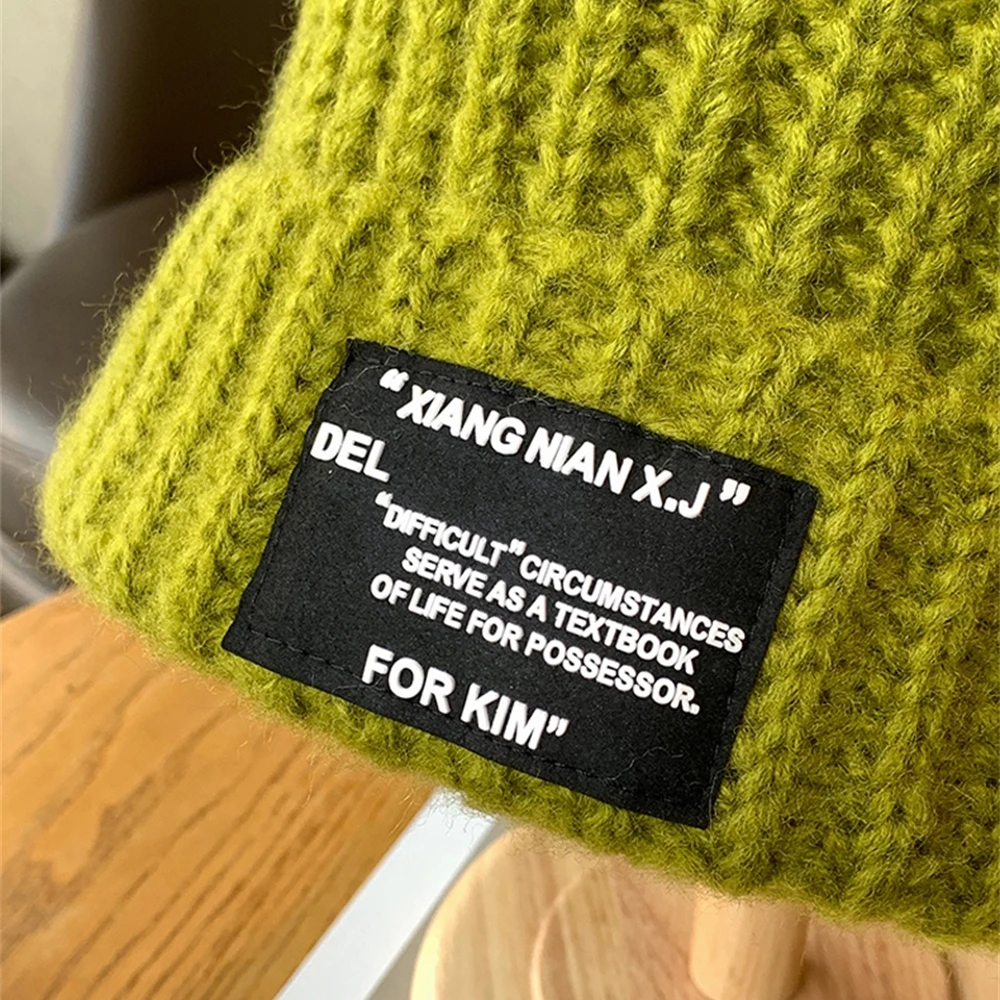 “XIANG NIAN X.J”
DEL
“DIFFICULT” CIRCUMSTANCES
SERVE AS A TEXTBOOK
OF LIFE FOR POSSESSOR.
FOR KIM”